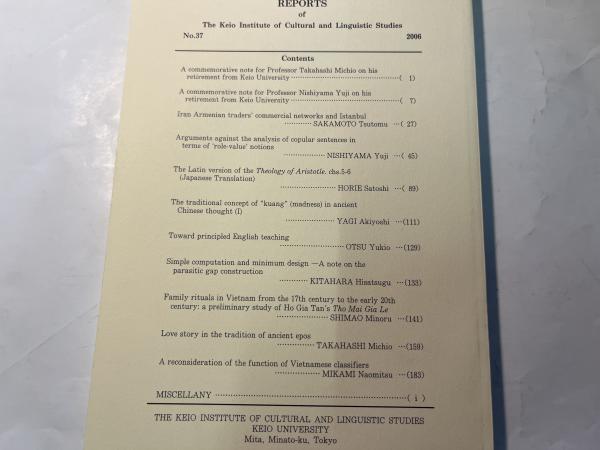 REPORTS
of
The Keio Institute of Cultural and Linguistic Studies
No.37 2006
Contents
A commemorative note for Professor Takahashi Michio on his
retirement from Keio University ················································( 1)
A commemorative note for Professor Nishiyama Yuji on his
retirement from Keio University ················································( 7)
Iran Armenian traders' commercial networks and Istanbul
············ SAKAMOTO Tsutomu ···( 27)
Arguments against the analysis of copular sentences in
terms of 'role-value' notions
·················· NISHIYAMA Yuji ···( 45)
The Latin version of the Theology of Aristotle. chs.5-6
(Japanese Translation)
························ HORIE Satoshi ···( 89)
The traditional concept of "kuang" (madness) in ancient
Chinese thought (I)
························ YAGI Akiyoshi ···(111)
Toward principled English teaching
··························· OTSU Yukio ···(129)
Simple computation and minimum design —A note on the
parasitic gap construction
············ KITAHARA Hisatsugu ···(133)
Family rituals in Vietnam from the 17th century to the early 20th
century: a preliminary study of Ho Gia Tan's Tho Mai Gia Le
····················· SHIMAO Minoru ···(141)
Love story in the tradition of ancient epos
··············· TAKAHASHI Michio ···(159)
A reconsideration of the function of Vietnamese classifiers
·················· MIKAMI Naomitsu ···(183)
MISCELLANY ··························································( i )
THE KEIO INSTITUTE OF CULTURAL AND LINGUISTIC STUDIES
KEIO UNIVERSITY
Mita, Minato-ku, Tokyo